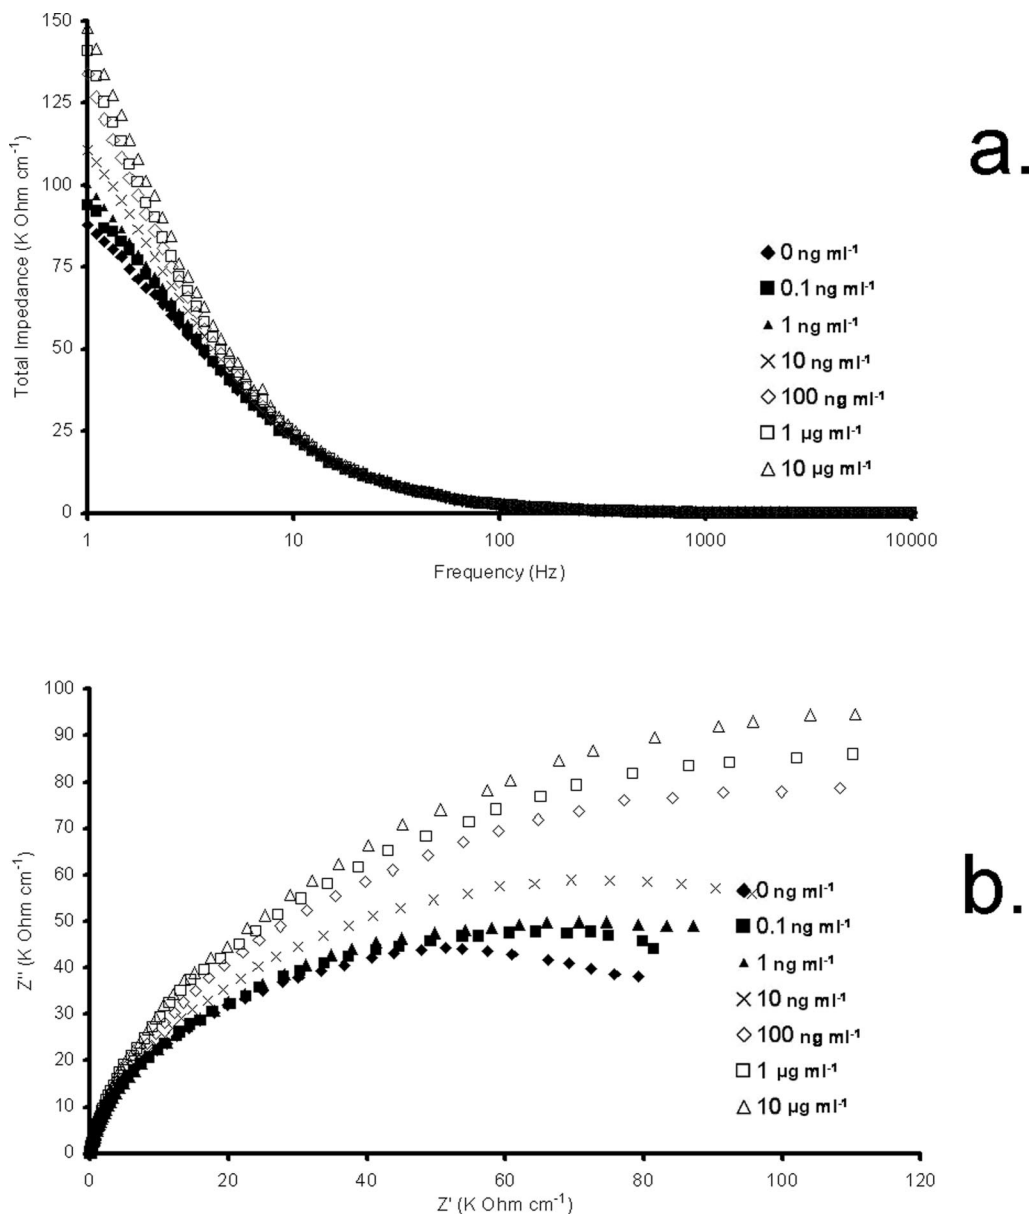 150
125
100
75
50
25
0
Total Impedance (K Ohm cm⁻¹)
1 10 100 1000 10000
Frequency (Hz)
a.
0 ng ml⁻¹
0.1 ng ml⁻¹
1 ng ml⁻¹
10 ng ml⁻¹
100 ng ml⁻¹
1 µg ml⁻¹
10 µg ml⁻¹
100
90
80
70
60
50
40
30
20
10
0
Z'' (K Ohm cm⁻¹)
0 20 40 60 80 100 120
Z' (K Ohm cm⁻¹)
b.
0 ng ml⁻¹
0.1 ng ml⁻¹
1 ng ml⁻¹
10 ng ml⁻¹
100 ng ml⁻¹
1 µg ml⁻¹
10 µg ml⁻¹